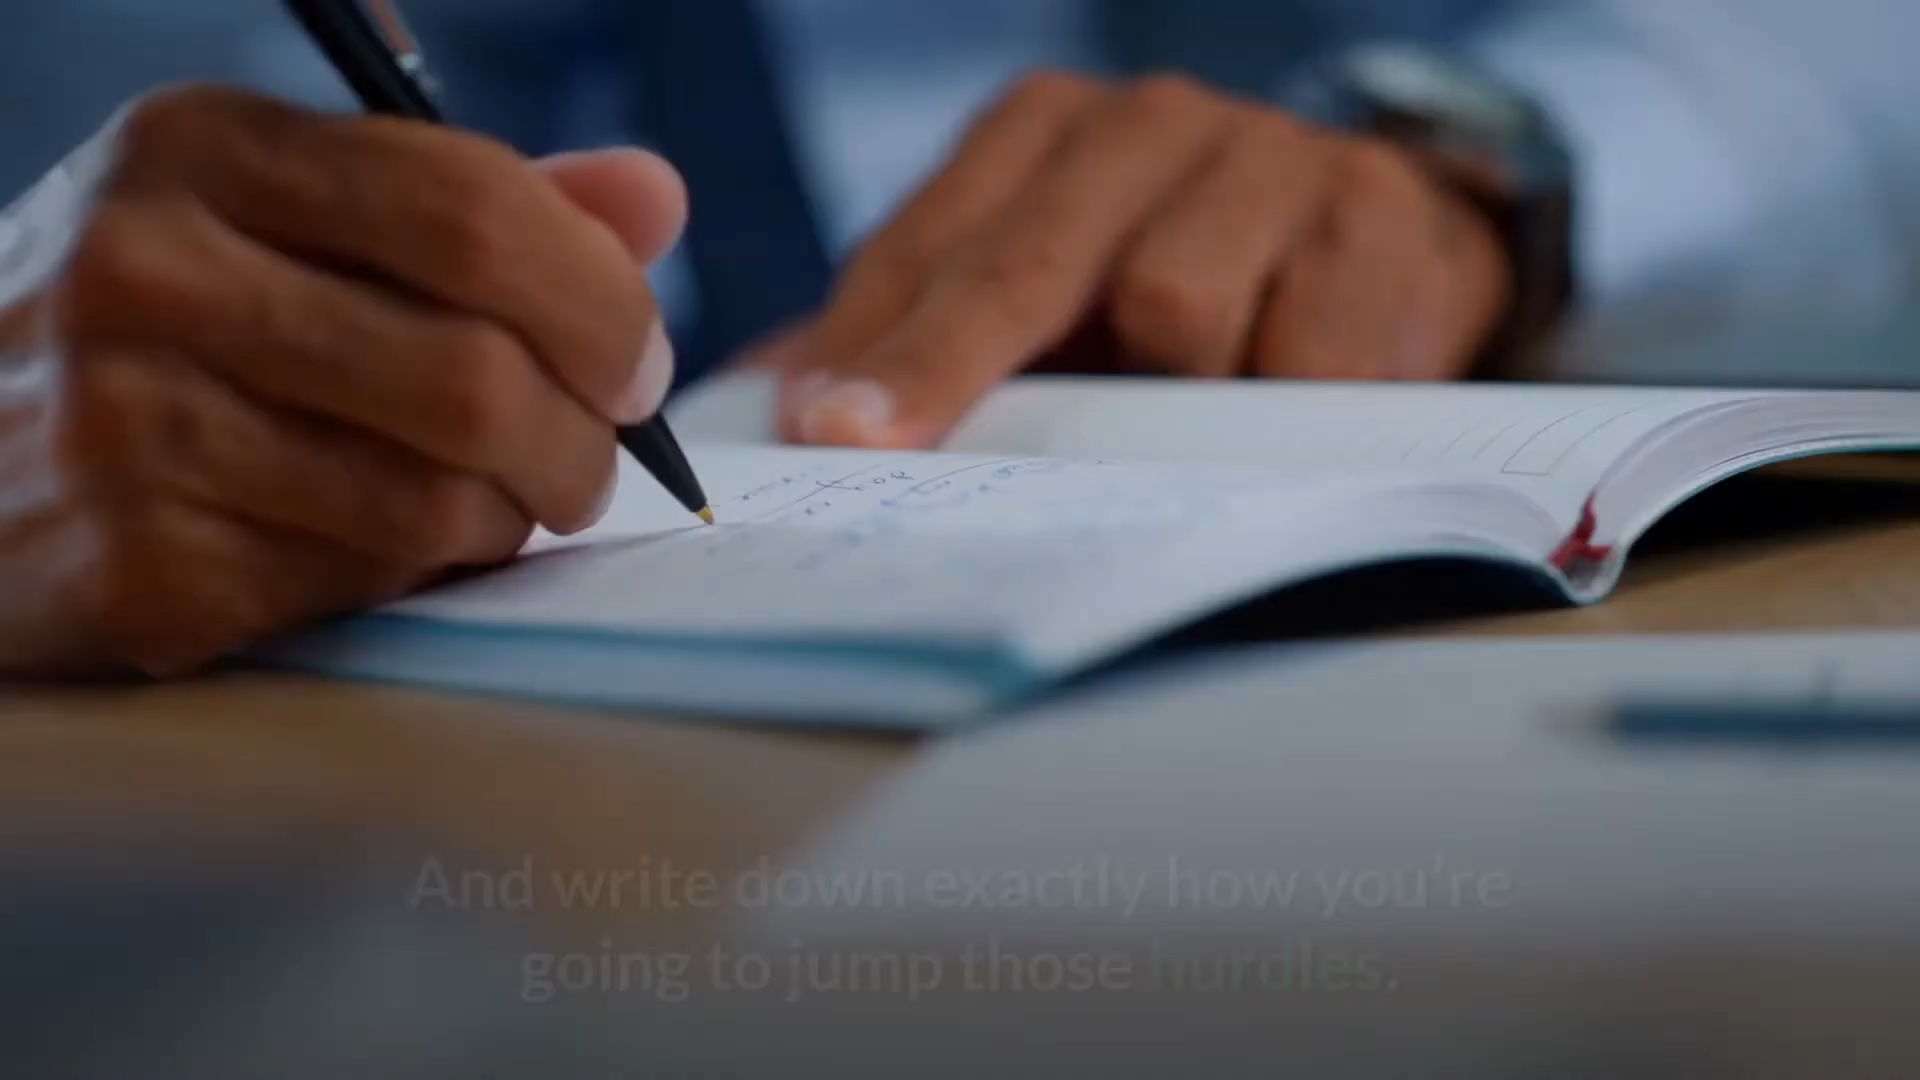 And write down exactly how you're
going to jump those hurdles.